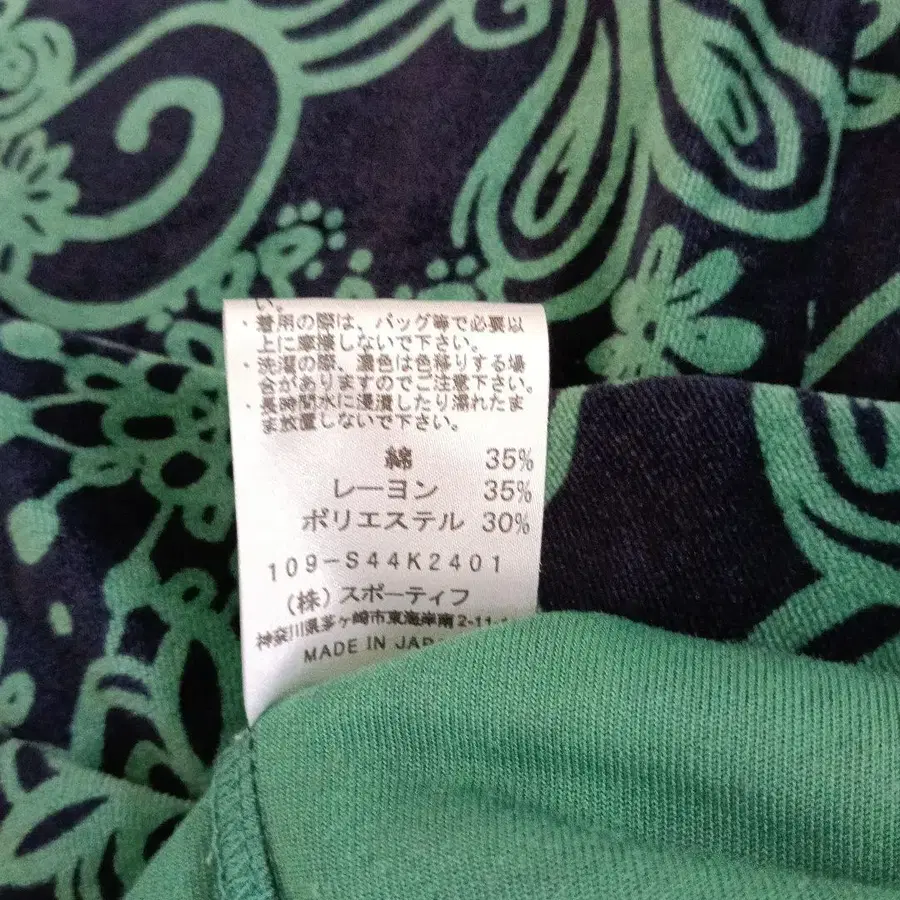 い。
・着用の際は、バッグ等で必要以
上に摩擦しないで下さい。
・洗濯の際、濃色は色移りする場
合がありますのでご注意下さい。
・長時間水に浸漬したり濡れたま
ま放置しないで下さい。
綿 35%
レーヨン 35%
ポリエステル 30%
109-S44K2401
(株)スポーティフ
神奈川県茅ヶ崎市東海岸南2-11-
MADE IN JAPA